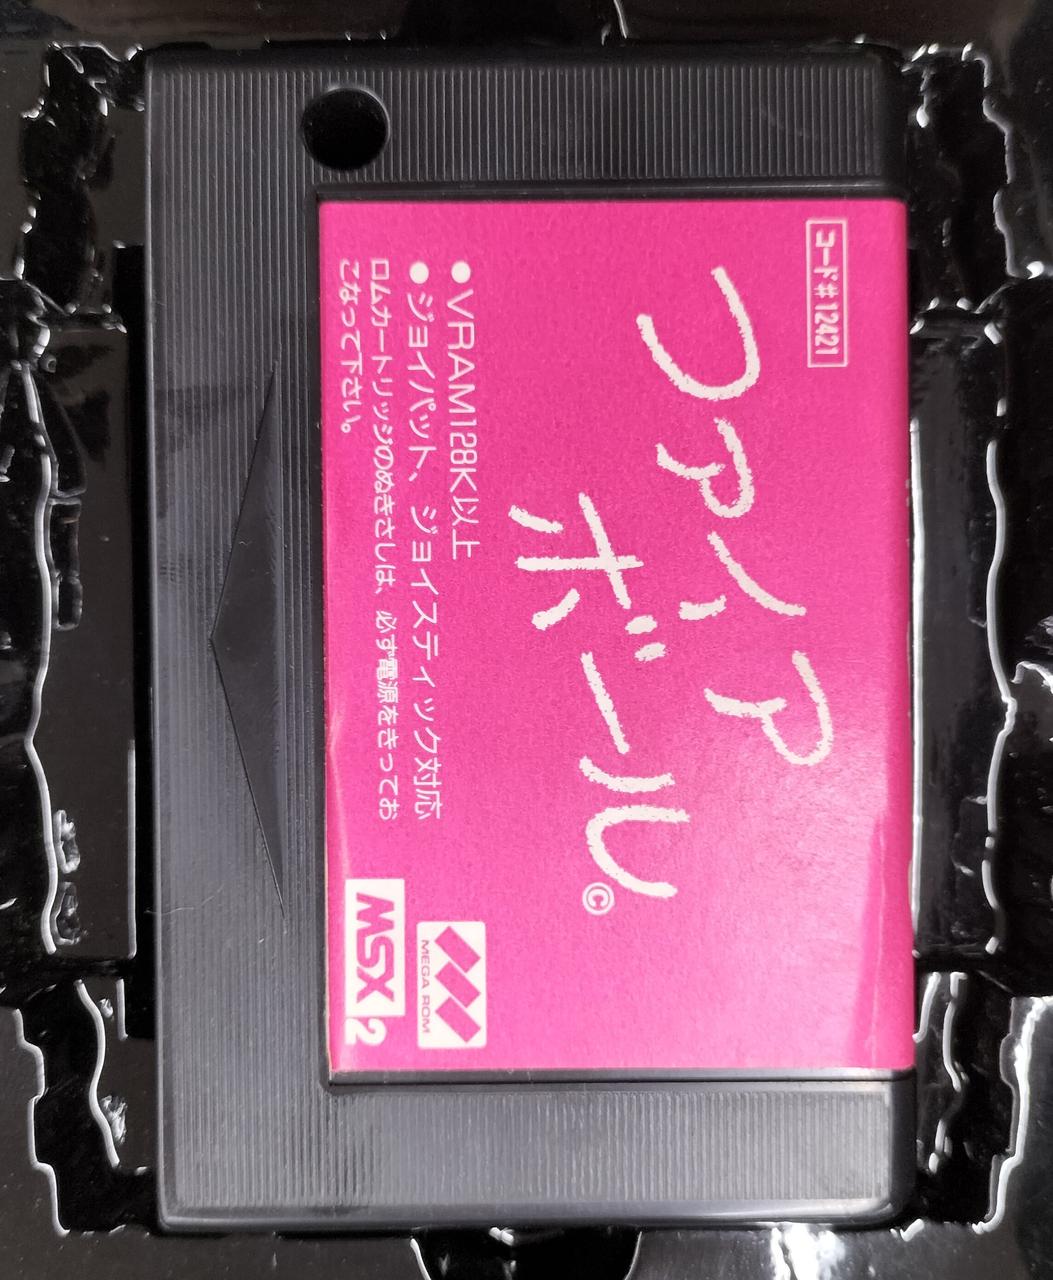 コード#12421
ファイア
ボール©
●VRAM128K以上
●ジョイパット、ジョイスティック対応
ロムカートリッジのぬきさしは、必ず電源をきってお
こなって下さい。
MEGA ROM
MSX2